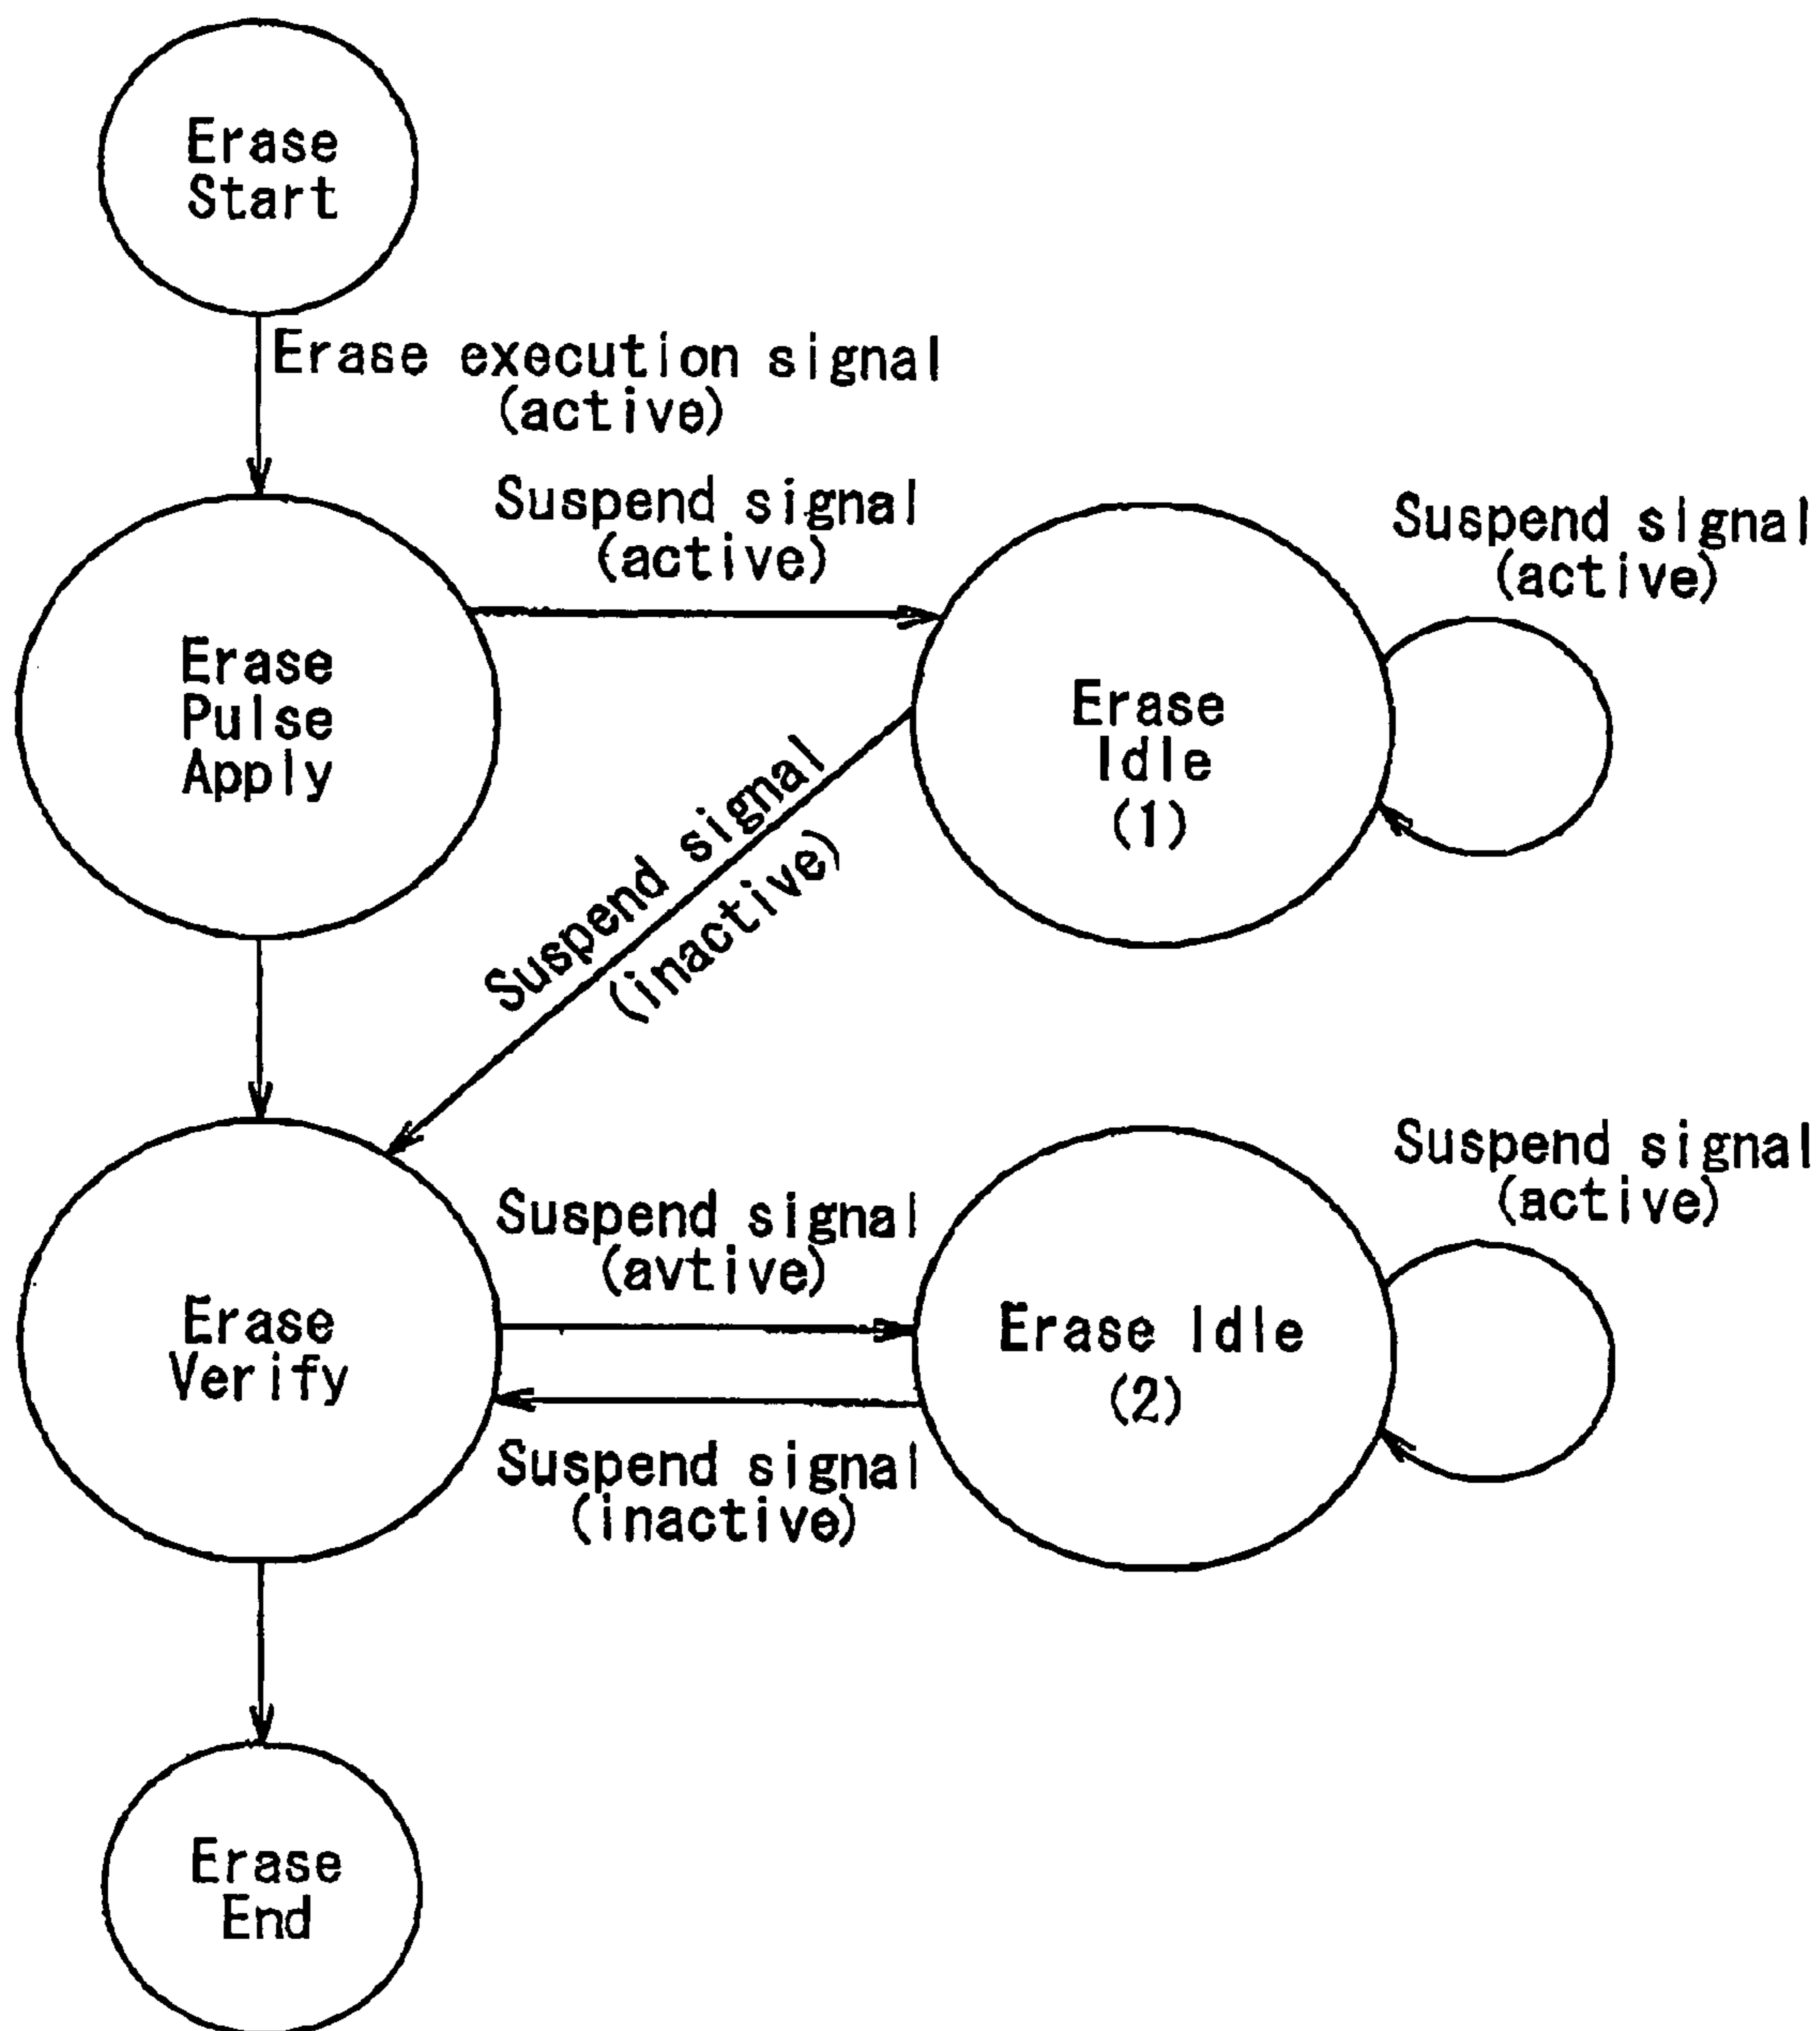 Erase
Start
Erase execution signal
(active)
Suspend signal
(active)
Suspend signal
(active)
Erase
Pulse
Apply
Erase
Idle
(1)
Suspend signal
(inactive)
Suspend signal
(avtive)
Suspend signal
(active)
Erase
Verify
Erase Idle
(2)
Suspend signal
(inactive)
Erase
End